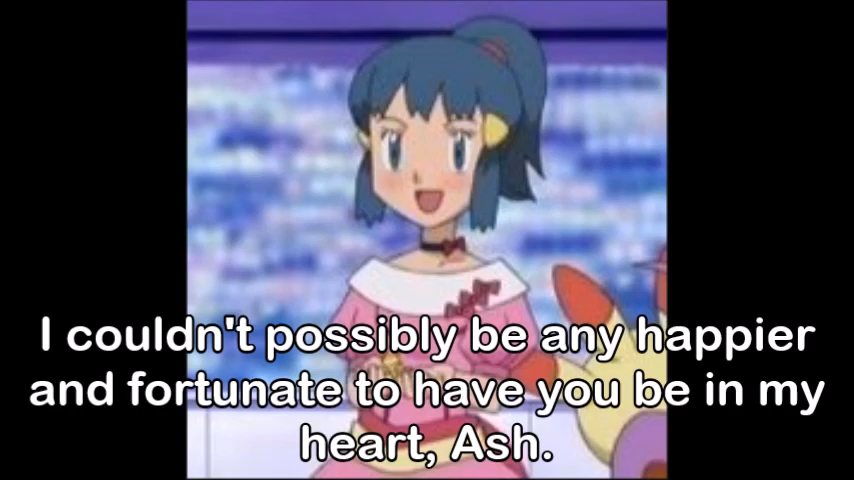 I couldn't possibly be any happier
and fortunate to have you be in my
heart, Ash.